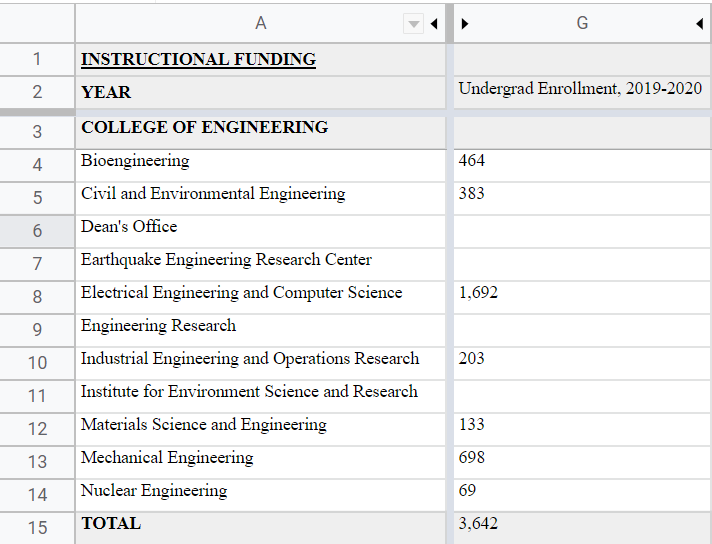 A G
1 INSTRUCTIONAL FUNDING
2 YEAR Undergrad Enrollment, 2019-2020
3 COLLEGE OF ENGINEERING
4 Bioengineering 464
5 Civil and Environmental Engineering 383
6 Dean's Office
7 Earthquake Engineering Research Center
8 Electrical Engineering and Computer Science 1,692
9 Engineering Research
10 Industrial Engineering and Operations Research 203
11 Institute for Environment Science and Research
12 Materials Science and Engineering 133
13 Mechanical Engineering 698
14 Nuclear Engineering 69
15 TOTAL 3,642